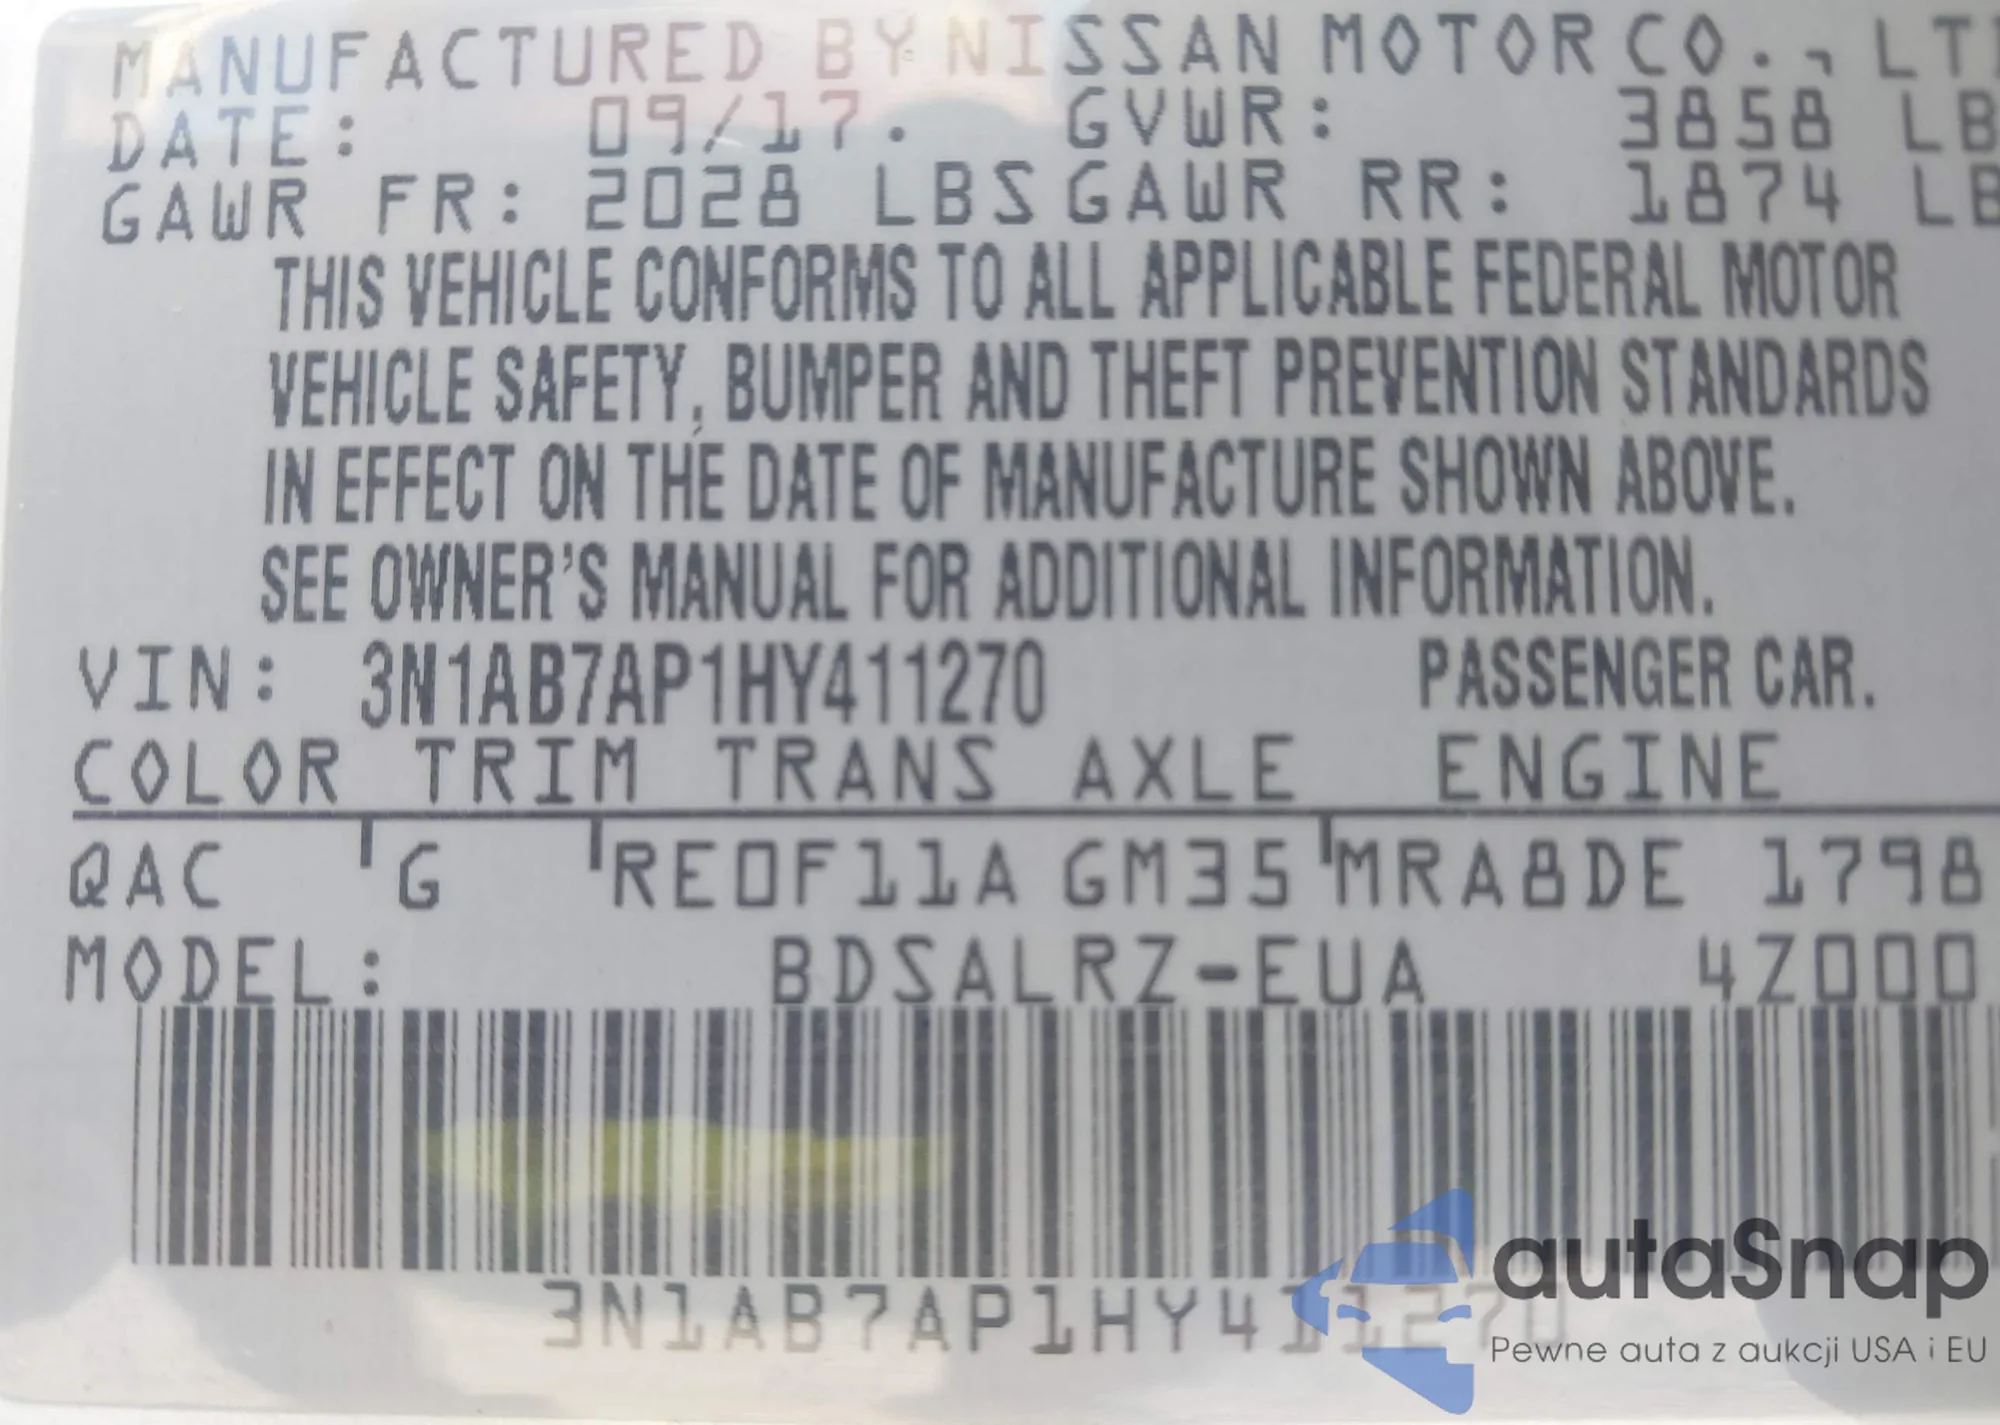 MANUFACTURED BY NISSAN MOTOR CO., LT
DATE: 09/17. GVWR: 3858 LB
GAWR FR: 2028 LBS GAWR RR: 1874 LB
THIS VEHICLE CONFORMS TO ALL APPLICABLE FEDERAL MOTOR
VEHICLE SAFETY, BUMPER AND THEFT PREVENTION STANDARDS
IN EFFECT ON THE DATE OF MANUFACTURE SHOWN ABOVE.
SEE OWNER'S MANUAL FOR ADDITIONAL INFORMATION.
VIN: 3N1AB7AP1HY411270 PASSENGER CAR.
COLOR TRIM TRANS AXLE ENGINE
QAC G RE0F11A GM35 MRA8DE 1798
MODEL: BDSALRZ-EUA 4Z000
3N1AB7AP1HY411270
autaSnap
Pewne auta z aukcji USA i EU